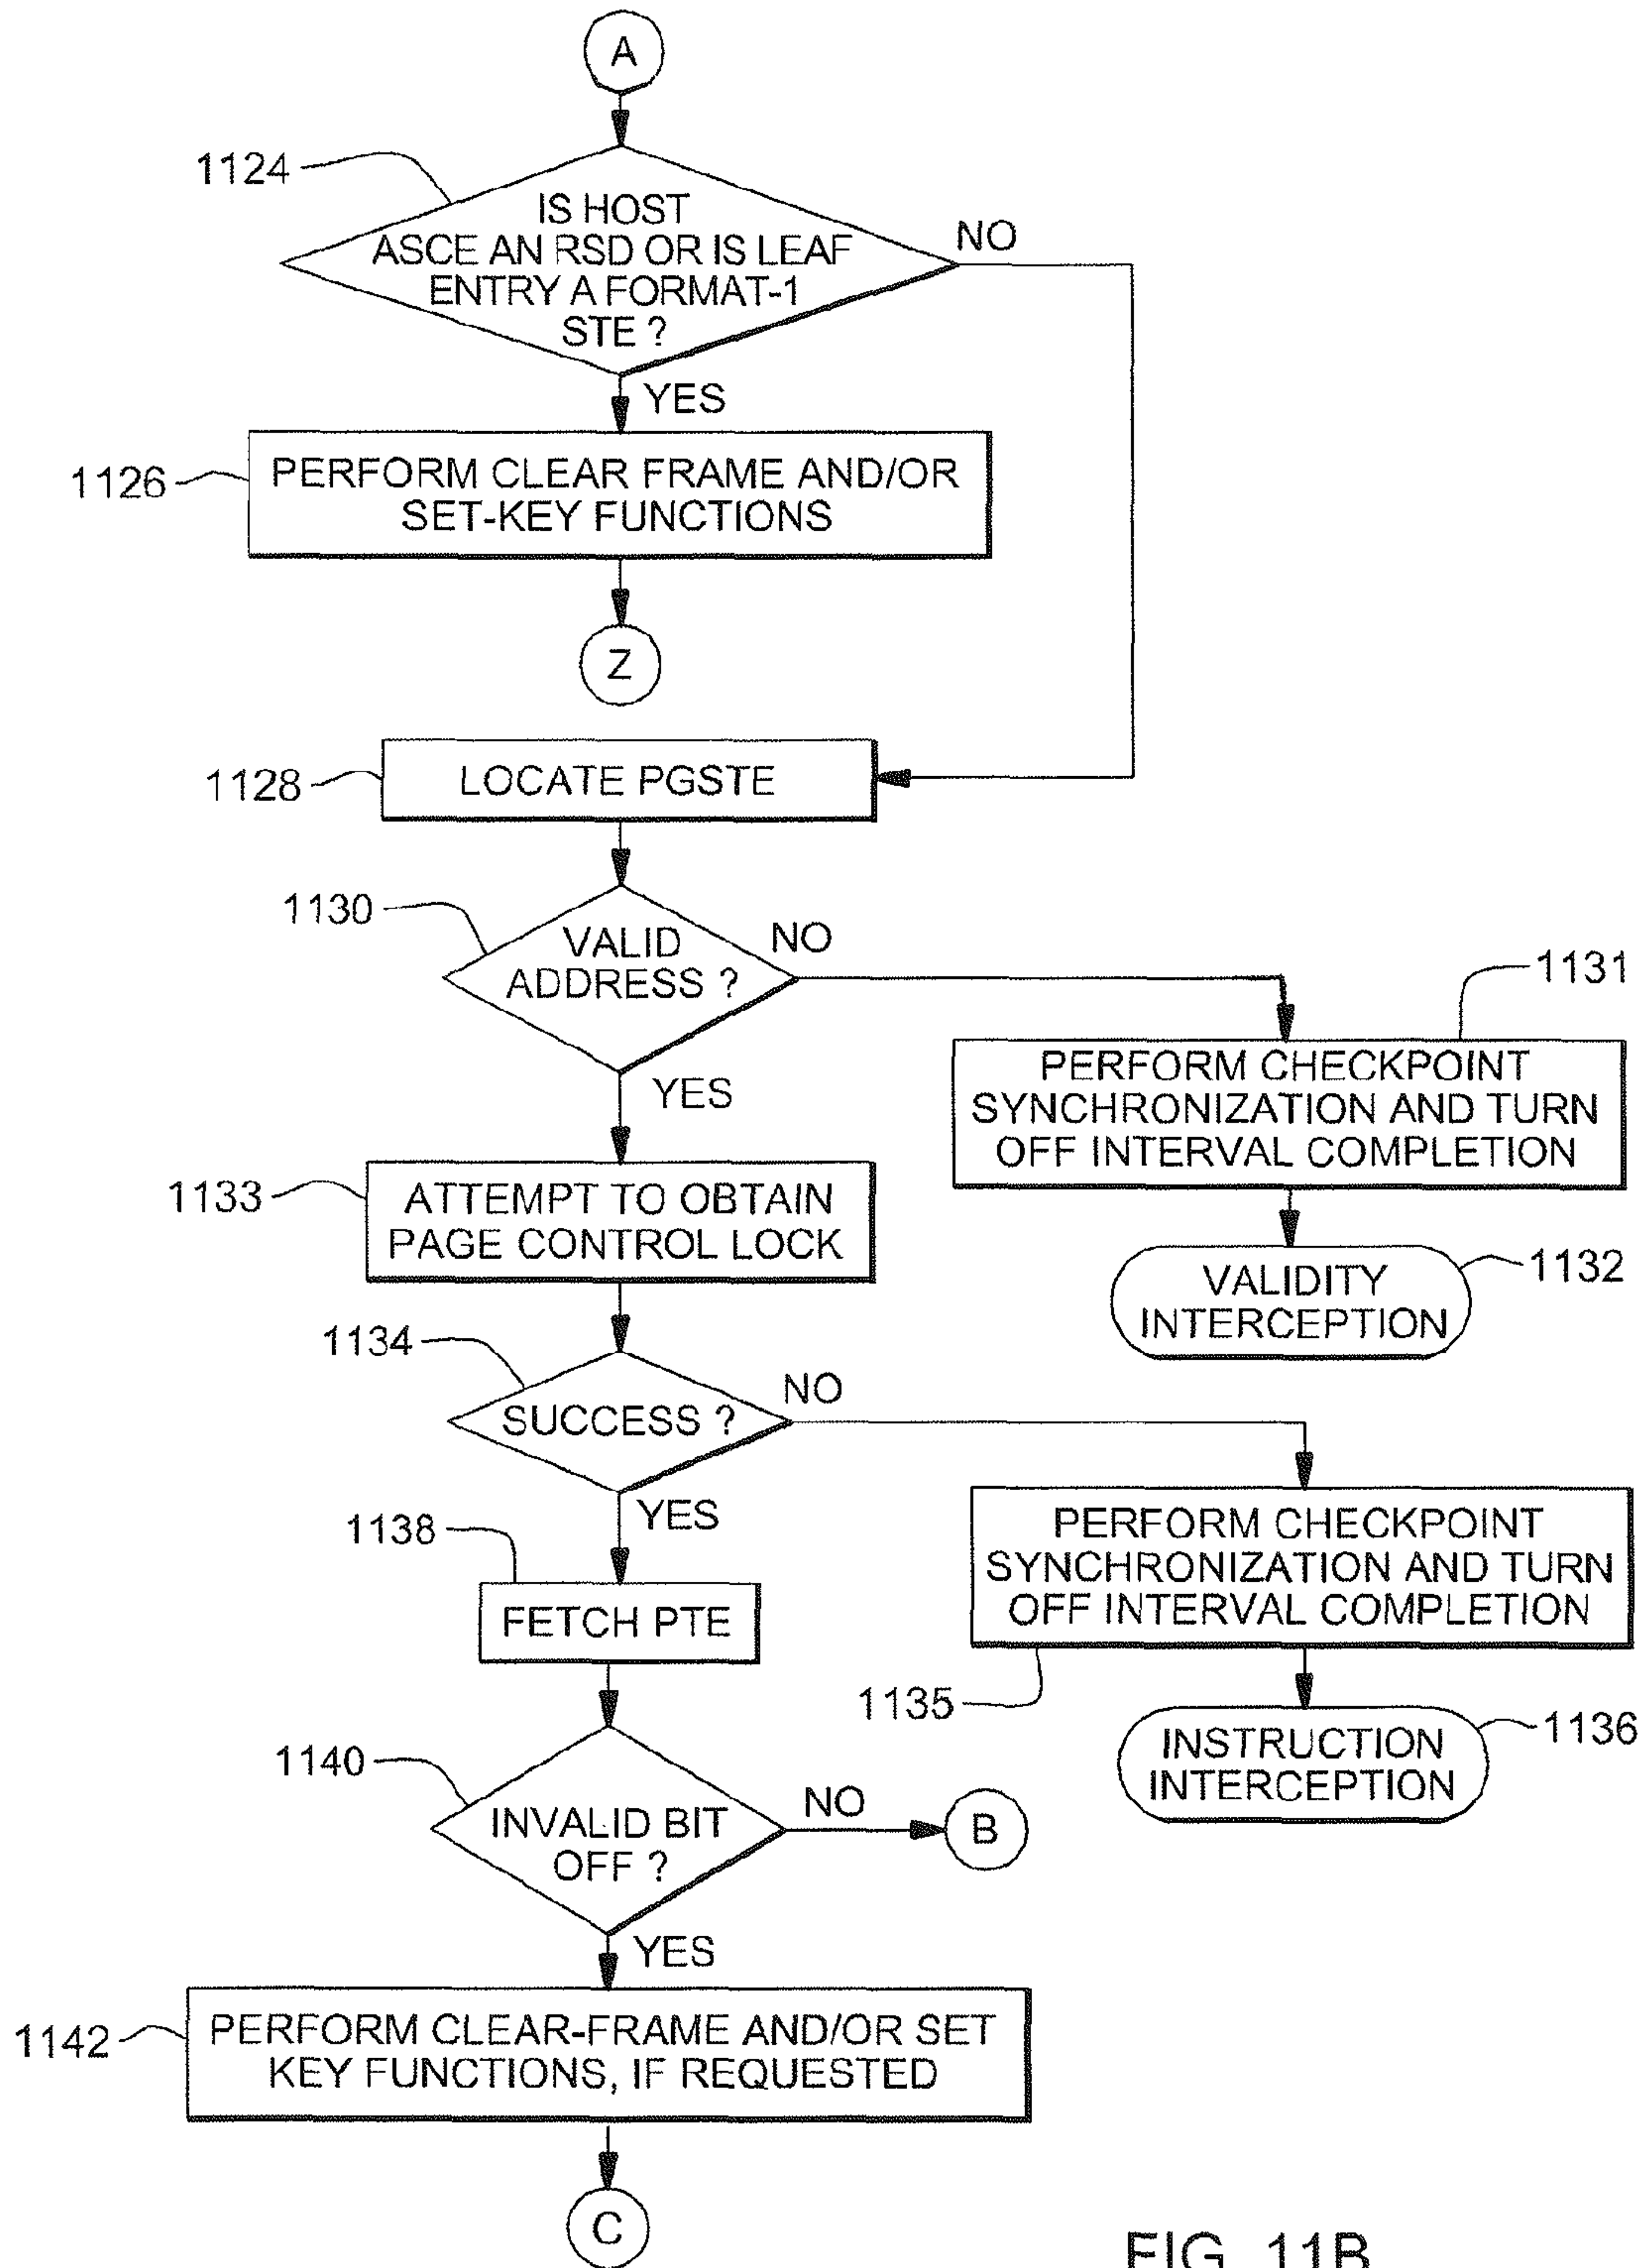 A
1124
IS HOST
ASCE AN RSD OR IS LEAF
ENTRY A FORMAT-1
STE ?
NO
YES
1126
PERFORM CLEAR FRAME AND/OR
SET-KEY FUNCTIONS
Z
1128
LOCATE PGSTE
1130
VALID
ADDRESS ?
NO
YES
1131
PERFORM CHECKPOINT
SYNCHRONIZATION AND TURN
OFF INTERVAL COMPLETION
1132
VALIDITY
INTERCEPTION
1133
ATTEMPT TO OBTAIN
PAGE CONTROL LOCK
1134
SUCCESS ?
NO
YES
PERFORM CHECKPOINT
SYNCHRONIZATION AND TURN
OFF INTERVAL COMPLETION
1135
1136
INSTRUCTION
INTERCEPTION
1138
FETCH PTE
1140
INVALID BIT
OFF ?
NO
B
YES
1142
PERFORM CLEAR-FRAME AND/OR SET
KEY FUNCTIONS, IF REQUESTED
C
FIG. 11B